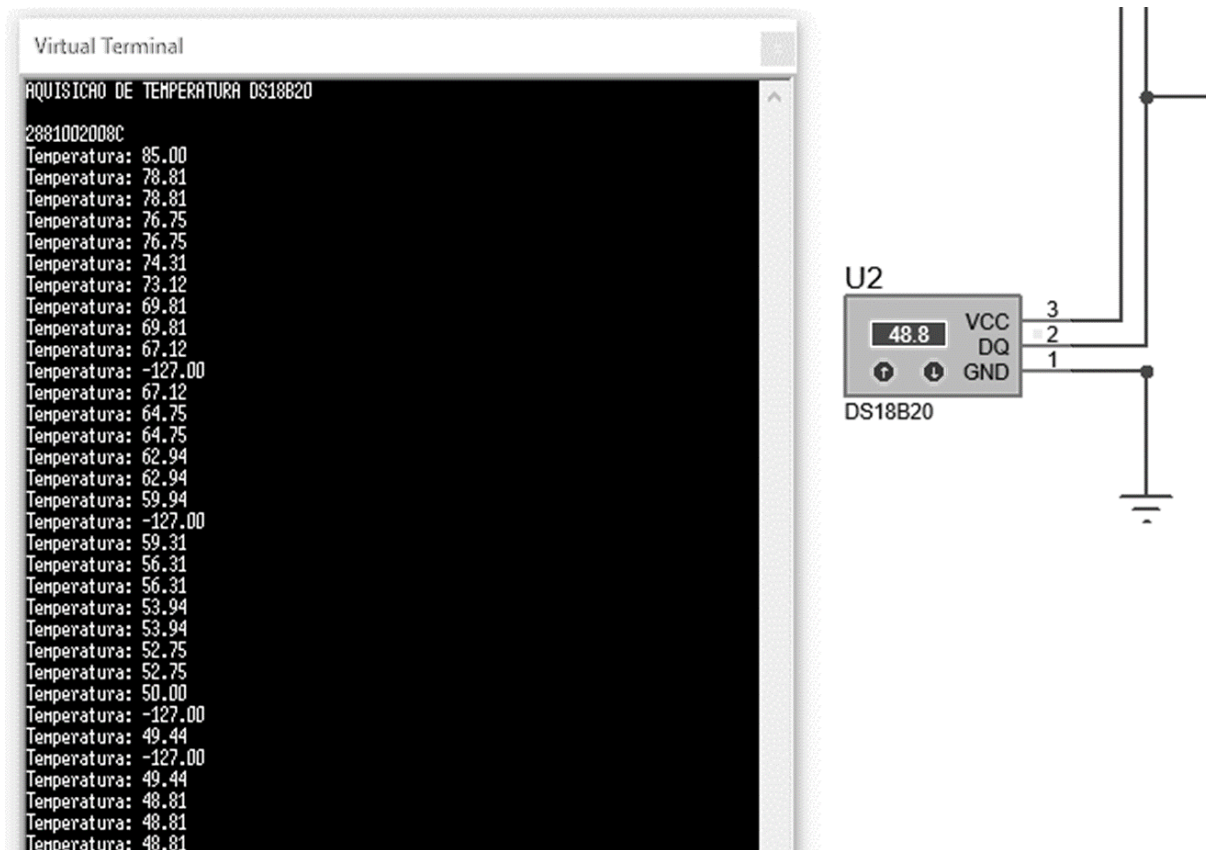 Virtual Terminal
AQUISICAO DE TEMPERATURA DS18B20
2881002008C
Temperatura: 85.00
Temperatura: 78.81
Temperatura: 78.81
Temperatura: 76.75
Temperatura: 76.75
Temperatura: 74.31
Temperatura: 73.12
Temperatura: 69.81
Temperatura: 69.81
Temperatura: 67.12
Temperatura: -127.00
Temperatura: 67.12
Temperatura: 64.75
Temperatura: 64.75
Temperatura: 62.94
Temperatura: 62.94
Temperatura: 59.94
Temperatura: -127.00
Temperatura: 59.31
Temperatura: 56.31
Temperatura: 56.31
Temperatura: 53.94
Temperatura: 53.94
Temperatura: 52.75
Temperatura: 52.75
Temperatura: 50.00
Temperatura: -127.00
Temperatura: 49.44
Temperatura: -127.00
Temperatura: 49.44
Temperatura: 48.81
Temperatura: 48.81
Temperatura: 48.81
U2
48.8
VCC 3
DQ 2
GND 1
DS18B20